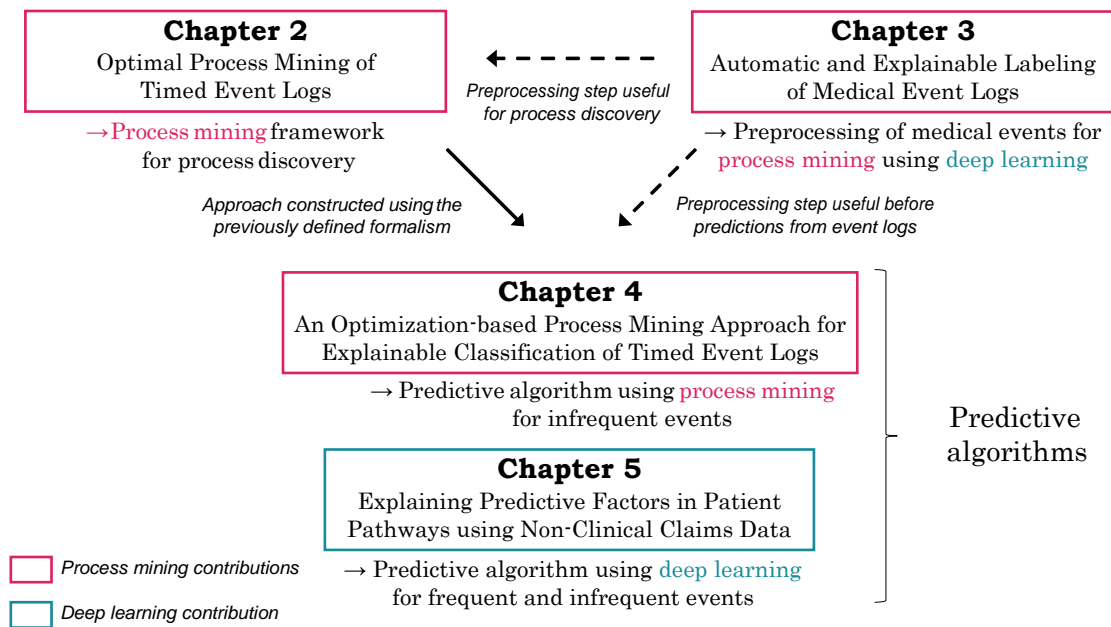 Chapter 2
Optimal Process Mining of
Timed Event Logs
→Process mining framework
for process discovery
Preprocessing step useful
for process discovery
Chapter 3
Automatic and Explainable Labeling
of Medical Event Logs
→ Preprocessing of medical events for
process mining using deep learning
Approach constructed using the
previously defined formalism
Preprocessing step useful before
predictions from event logs
Chapter 4
An Optimization-based Process Mining Approach for
Explainable Classification of Timed Event Logs
→ Predictive algorithm using process mining
for infrequent events
Chapter 5
Explaining Predictive Factors in Patient
Pathways using Non-Clinical Claims Data
→ Predictive algorithm using deep learning
for frequent and infrequent events
Predictive
algorithms
Process mining contributions
Deep learning contribution